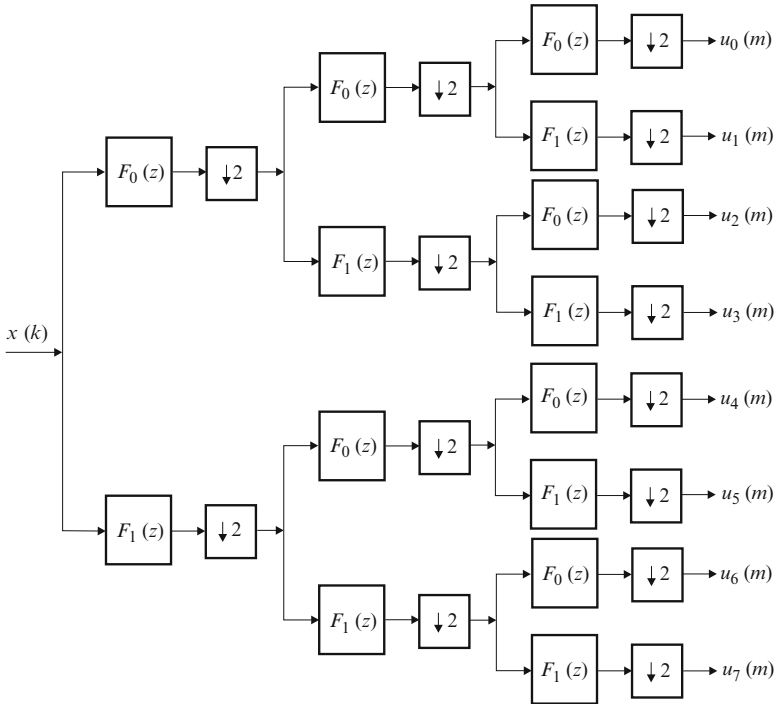 F₀ (z) ↓2 u₀ (m)
F₀ (z) ↓2
F₁ (z) ↓2 u₁ (m)
F₀ (z) ↓2
F₀ (z) ↓2 u₂ (m)
F₁ (z) ↓2
F₁ (z) ↓2 u₃ (m)
x (k)
F₀ (z) ↓2 u₄ (m)
F₀ (z) ↓2
F₁ (z) ↓2 u₅ (m)
F₁ (z) ↓2
F₀ (z) ↓2 u₆ (m)
F₁ (z) ↓2
F₁ (z) ↓2 u₇ (m)